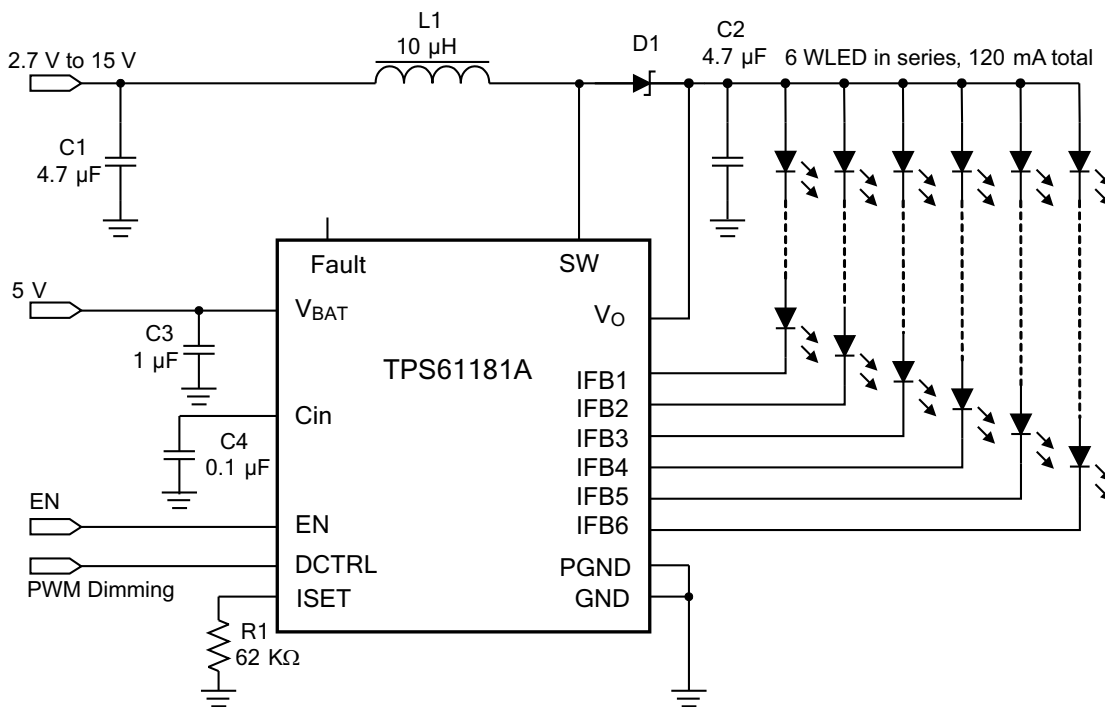 L1
10 µH
D1
C2
4.7 µF
2.7 V to 15 V
6 WLED in series, 120 mA total
C1
4.7 µF
Fault
SW
5 V
VBAT
VO
C3
1 µF
TPS61181A
IFB1
IFB2
Cin
IFB3
C4
0.1 µF
IFB4
IFB5
EN
EN
IFB6
DCTRL
PGND
PWM Dimming
ISET
GND
R1
62 KΩ